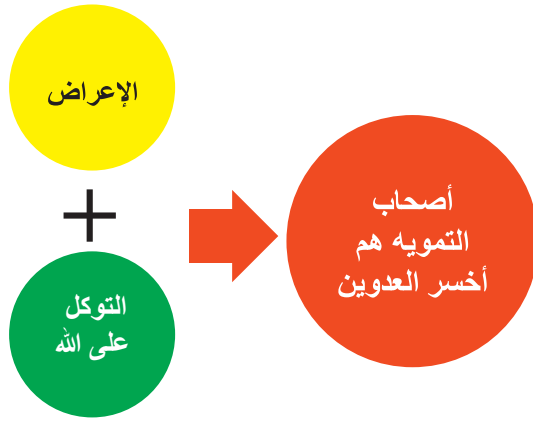 الإعراض
+
التوكل
على الله
أصحاب
التمويه هم
أخسر العدوين